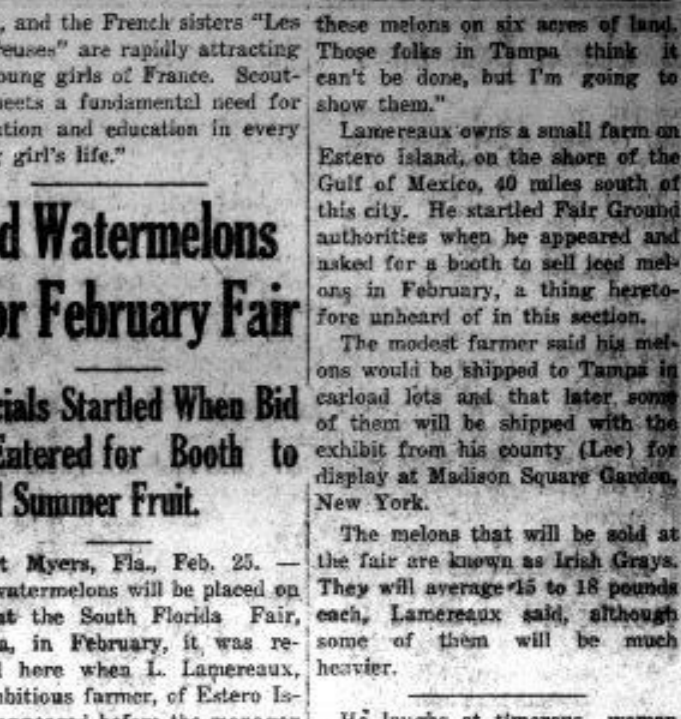 , and the French sisters "Les
reuses" are rapidly attracting
oung girls of France. Scout-
eets a fundamental need for
tion and education in every
girl's life."
d Watermelons
or February Fair
cials Startled When Bid
Entered for Booth to
l Summer Fruit.
t Myers, Fla., Feb. 25. —
watermelons will be placed on
at the South Florida Fair,
a, in February, it was re-
l here when L. Lamereaux,
mbitious farmer, of Estero Is-
before the manager
these melons on six acres of land.
Those folks in Tampa think it
can't be done, but I'm going to
show them."
Lamereaux owns a small farm on
Estero Island, on the shore of the
Gulf of Mexico, 40 miles south of
this city. He startled Fair Ground
authorities when he appeared and
asked for a booth to sell iced mel-
ons in February, a thing hereto-
fore unheard of in this section.
The modest farmer said his mel-
ons would be shipped to Tampa in
carload lots and that later some
of them will be shipped with the
exhibit from his county (Lee) for
display at Madison Square Garden,
New York.
The melons that will be sold at
the fair are known as Irish Grays.
They will average 15 to 18 pounds
each, Lamereaux said, although
some of them will be much
heavier.
He laughs at